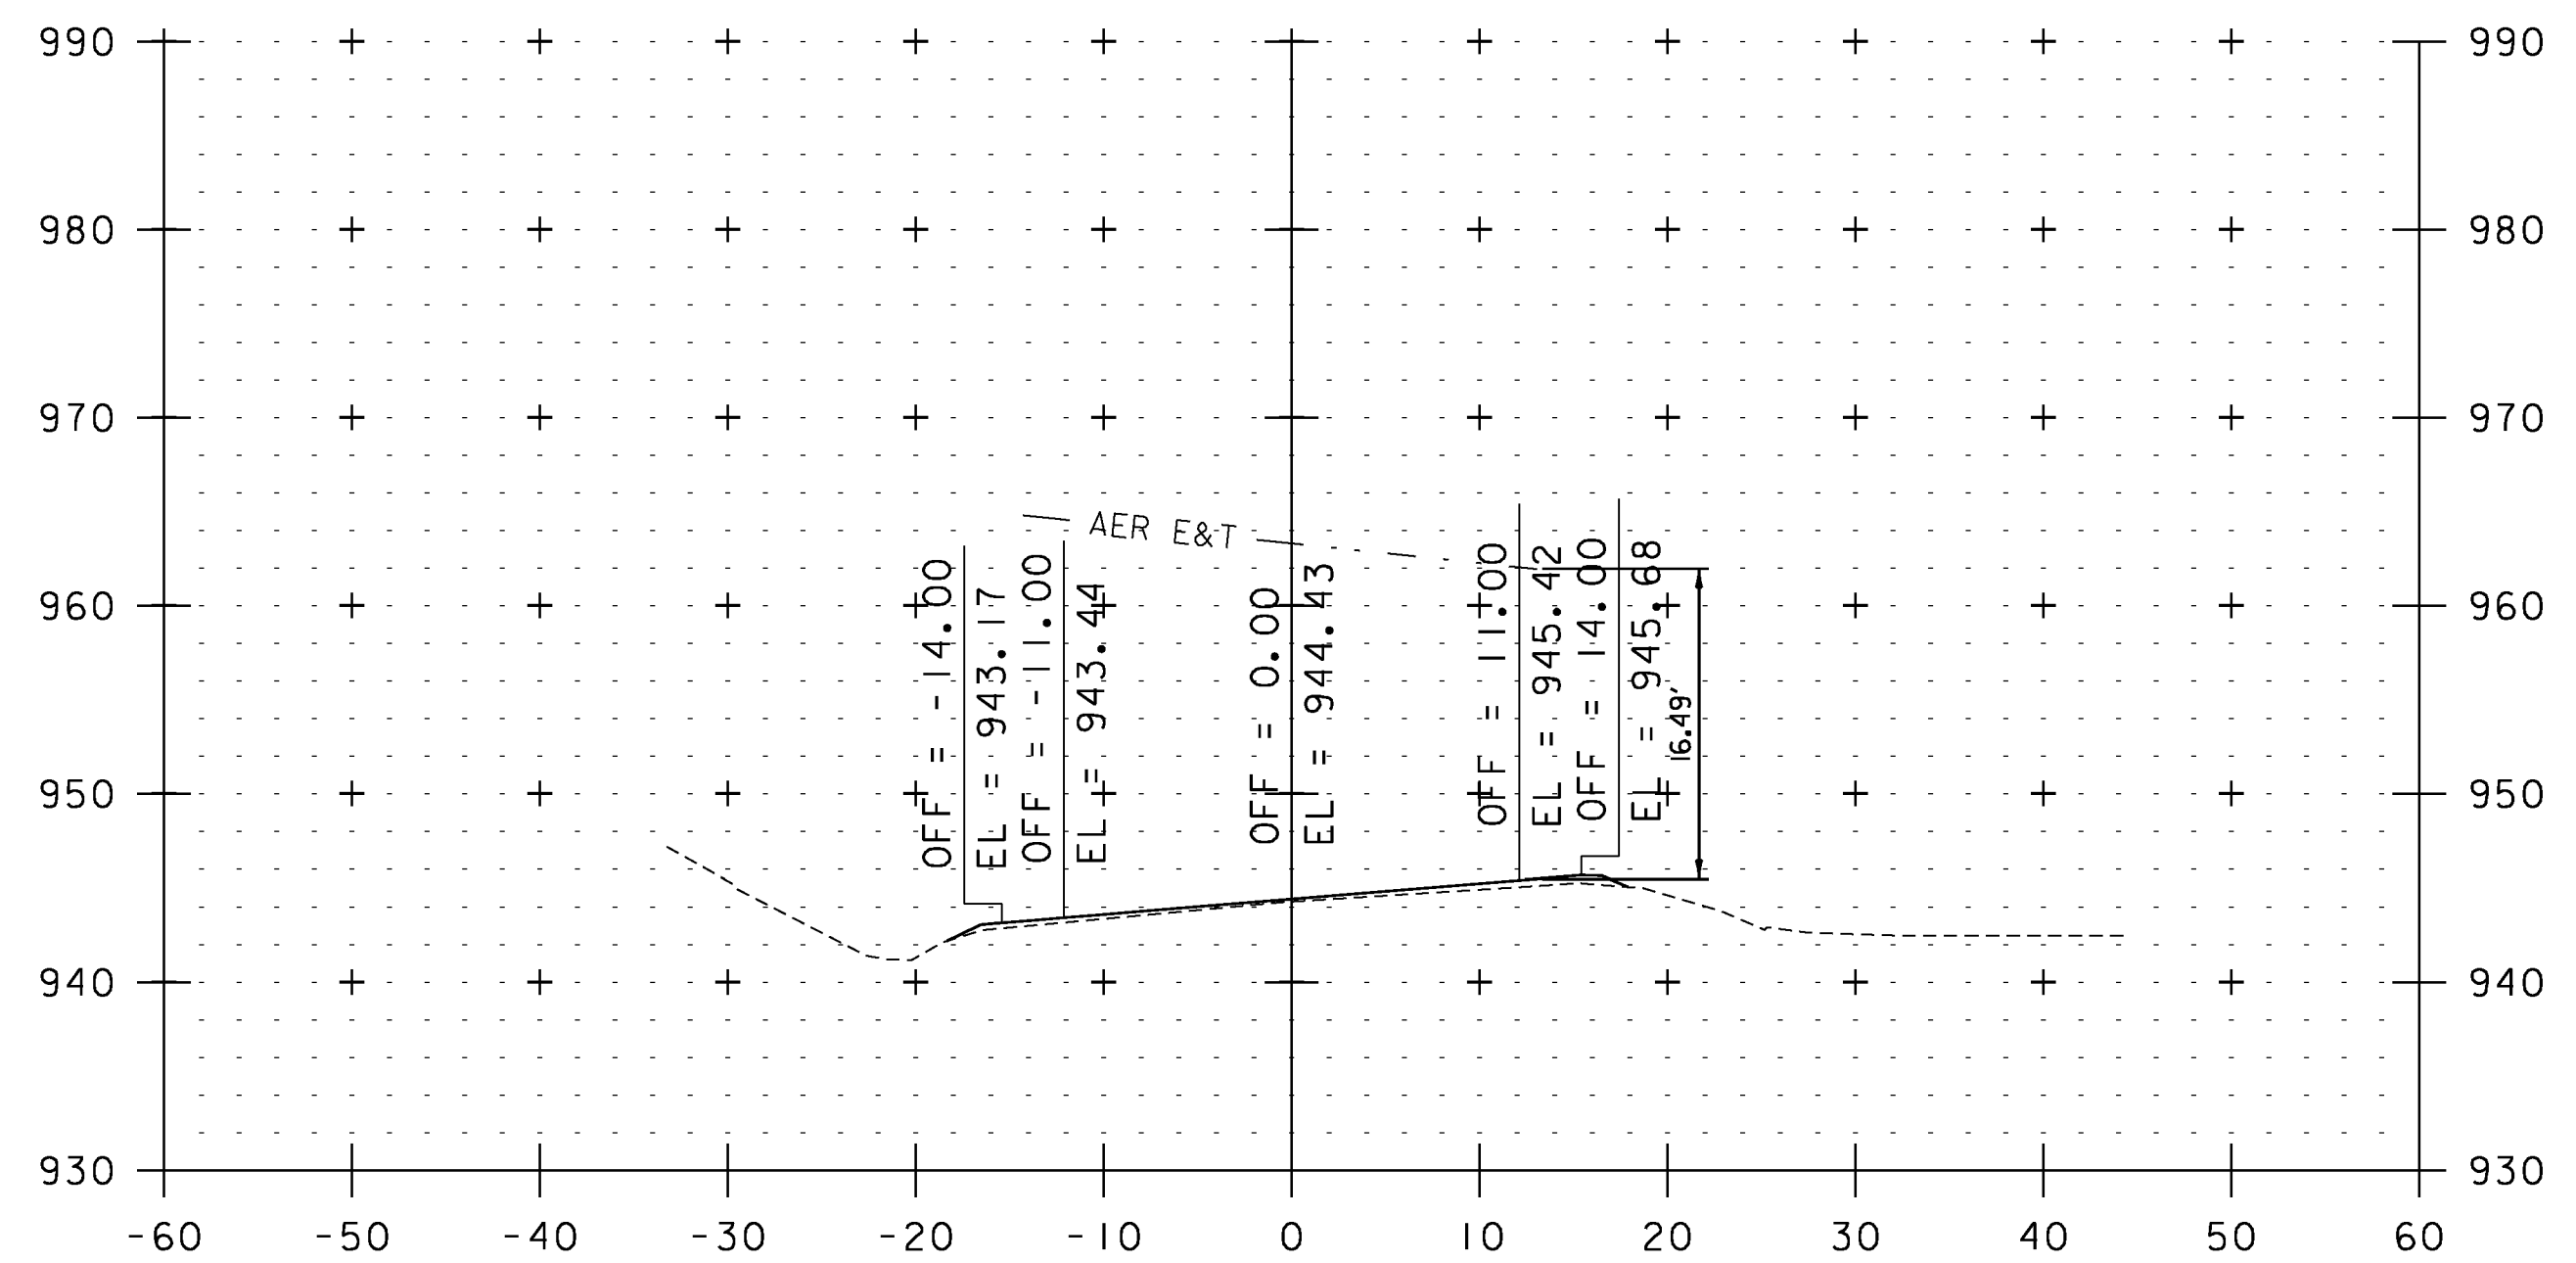 990 990
980 980
970 970
AER E&T
960 960
OFF = -14.00
EL = 943.17
OFF = -11.00
EL = 943.44
OFF = 0.00
EL = 944.43
OFF = 11.00
EL = 945.42
OFF = 14.00
EL = 945.68
16.49'
950 950
940 940
930 930
-60 -50 -40 -30 -20 -10 0 10 20 30 40 50 60